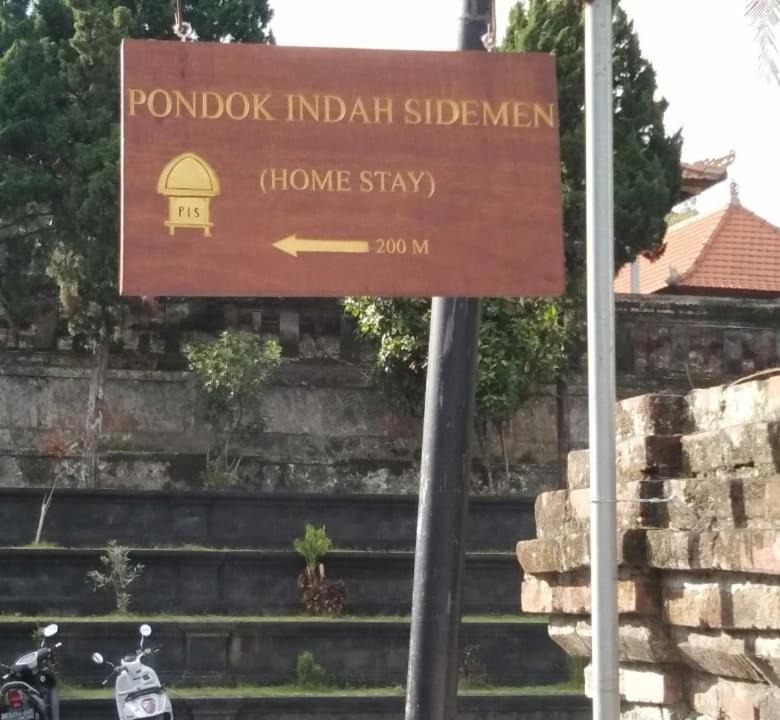 PONDOK INDAH SIDEMEN
(HOME STAY)
PIS
200 M